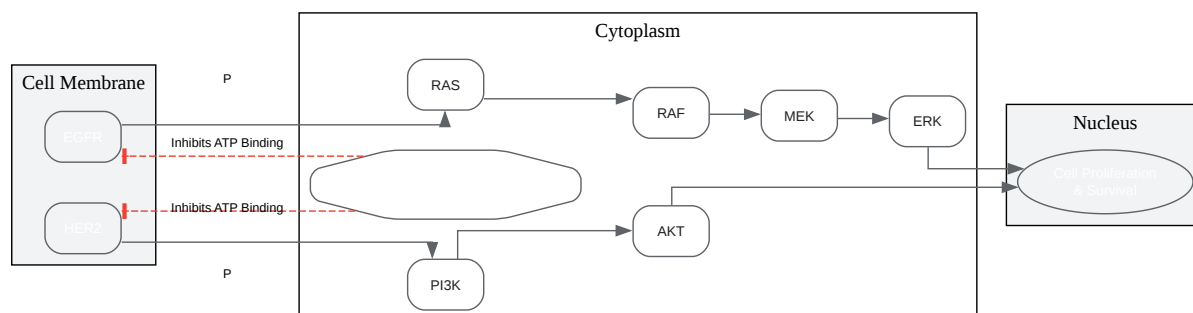 Cytoplasm
Cell Membrane
P
RAS
EGFR
Inhibits ATP Binding
RAF
MEK
ERK
Nucleus
Cell Proliferation
& Survival
Inhibits ATP Binding
HER2
AKT
P
PI3K